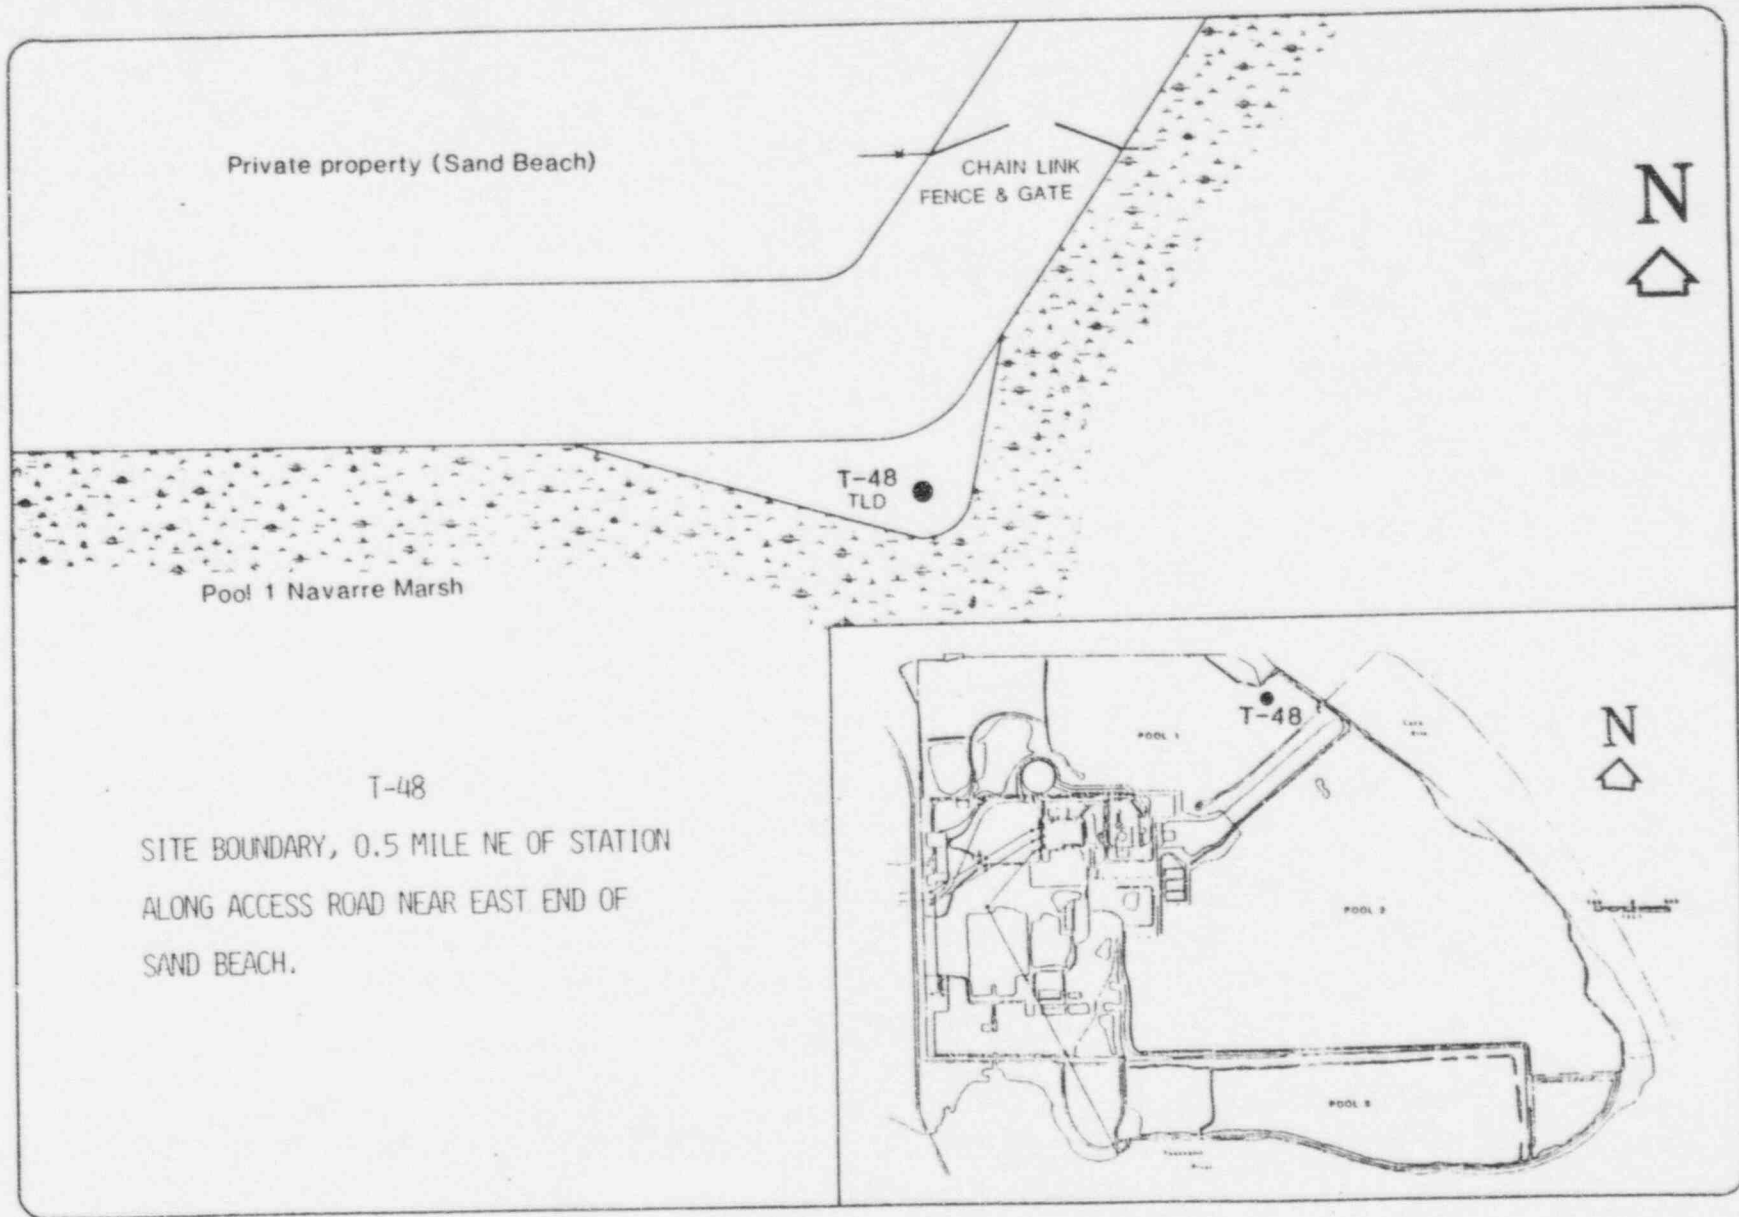 Private property (Sand Beach)
CHAIN LINK
FENCE & GATE
N
T-48
TLD
Pool 1 Navarre Marsh
T-48
SITE BOUNDARY, 0.5 MILE NE OF STATION
ALONG ACCESS ROAD NEAR EAST END OF
SAND BEACH.
T-48
POOL 1
N
POOL 2
POOL 3